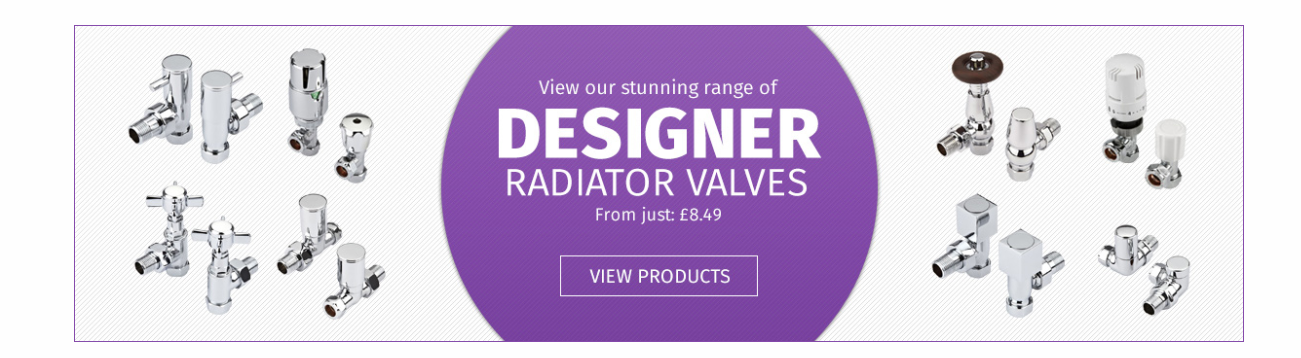 View our stunning range of
DESIGNER
RADIATOR VALVES
From just: £8.49
VIEW PRODUCTS